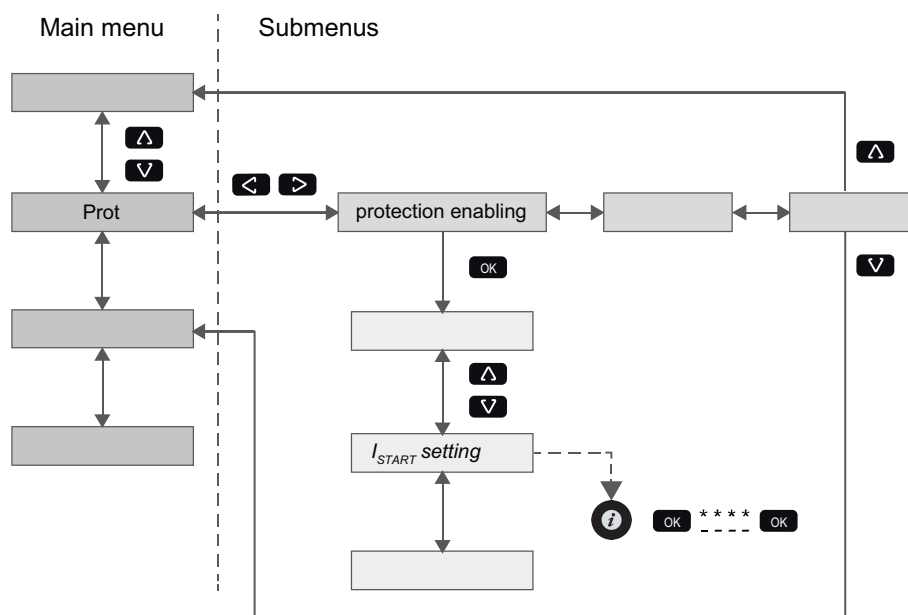 Main menu
Submenus
Prot
protection enabling
OK
I_START setting
i
OK * * * * OK